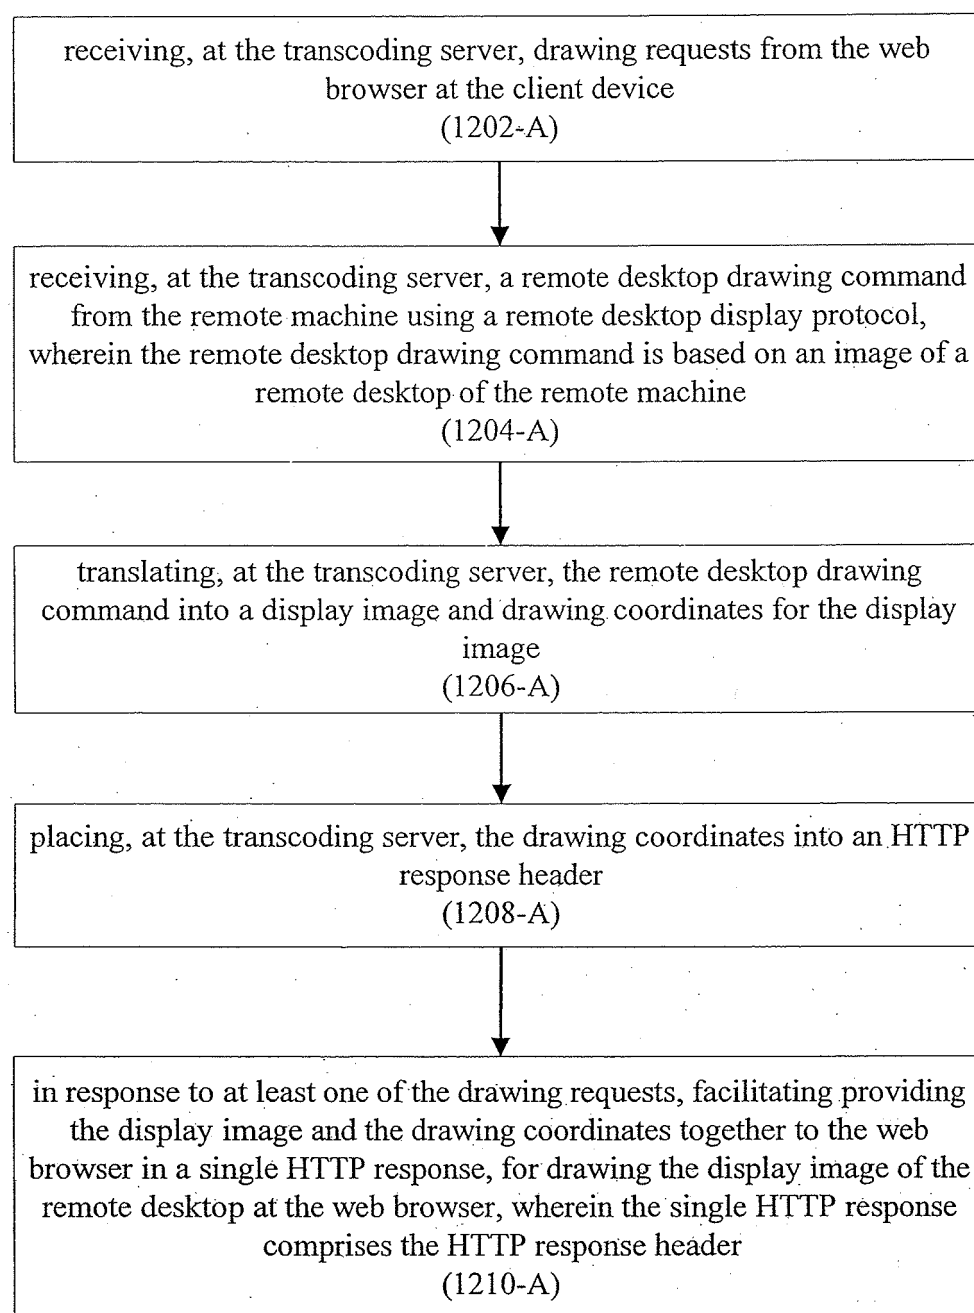 receiving, at the transcoding server, drawing requests from the web
browser at the client device
(1202-A)
receiving, at the transcoding server, a remote desktop drawing command
from the remote machine using a remote desktop display protocol,
wherein the remote desktop drawing command is based on an image of a
remote desktop of the remote machine
(1204-A)
translating, at the transcoding server, the remote desktop drawing
command into a display image and drawing coordinates for the display
image
(1206-A)
placing, at the transcoding server, the drawing coordinates into an HTTP
response header
(1208-A)
in response to at least one of the drawing requests, facilitating providing
the display image and the drawing coordinates together to the web
browser in a single HTTP response, for drawing the display image of the
remote desktop at the web browser, wherein the single HTTP response
comprises the HTTP response header
(1210-A)